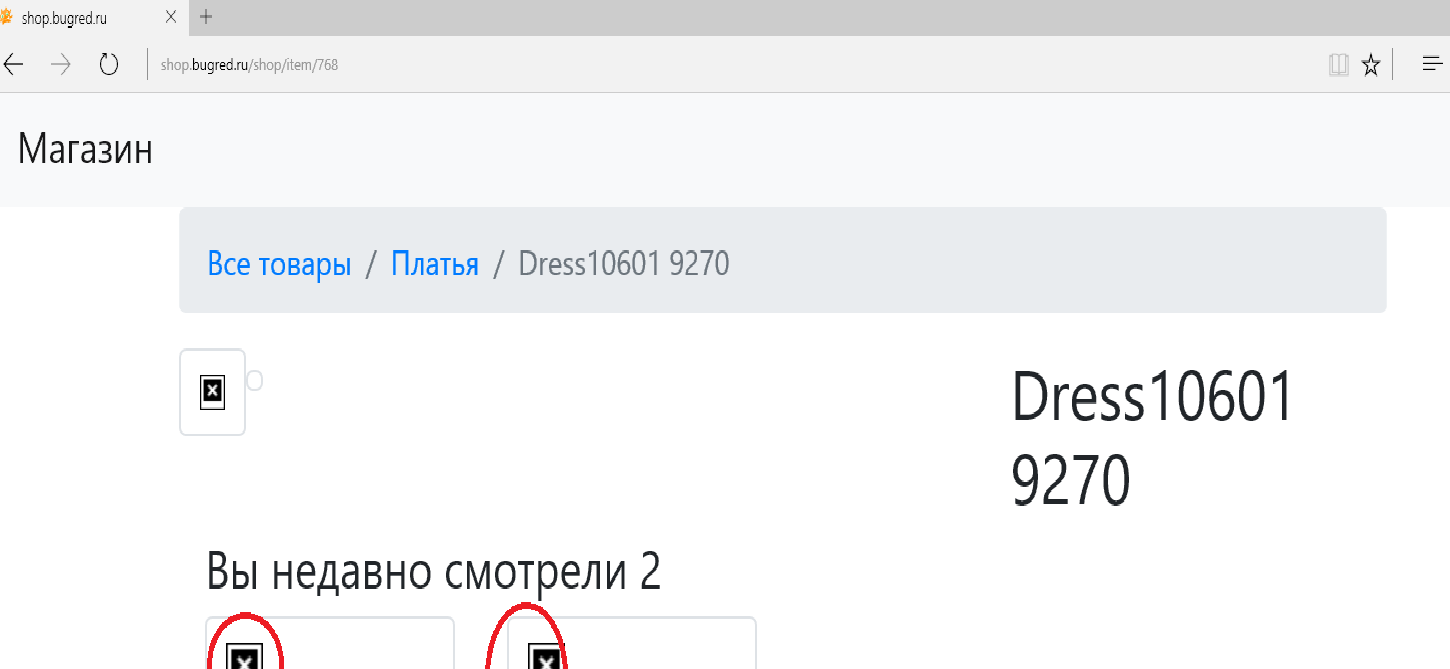 shop.bugred.ru
shop.bugred.ru/shop/item/768
Магазин
Все товары / Платья / Dress10601 9270
Dress10601
9270
Вы недавно смотрели 2